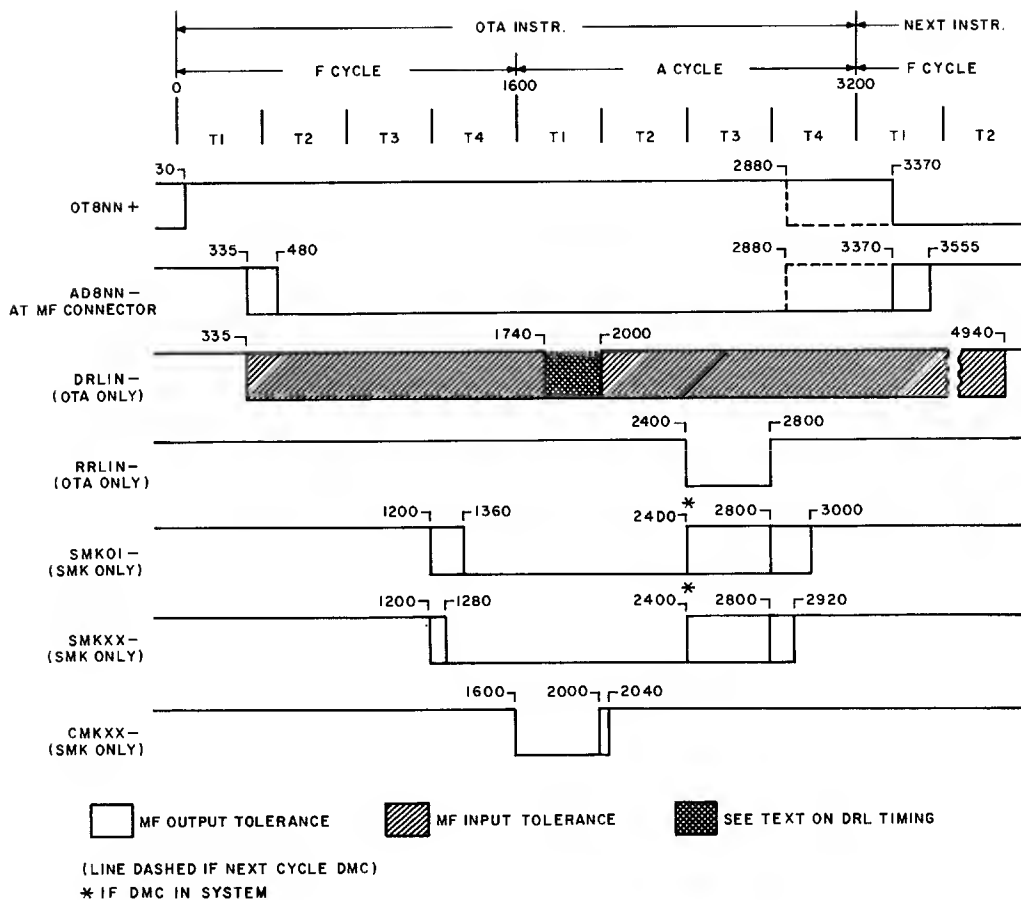 OTA INSTR. NEXT INSTR.
F CYCLE A CYCLE F CYCLE
0 1600 3200
T1 T2 T3 T4 T1 T2 T3 T4 T1 T2
30 2880 3370
OT8NN+
335 480 2880 3370 3555
AD8NN-
AT MF CONNECTOR
335 1740 2000 4940
DRLIN-
(OTA ONLY)
2400 2800
RRLIN-
(OTA ONLY)
*
1200 1360 2400 2800 3000
SMK01-
(SMK ONLY)
*
1200 1280 2400 2800 2920
SMKXX-
(SMK ONLY)
1600 2000 2040
CMKXX-
(SMK ONLY)
MF OUTPUT TOLERANCE MF INPUT TOLERANCE SEE TEXT ON DRL TIMING
(LINE DASHED IF NEXT CYCLE DMC)
* IF DMC IN SYSTEM